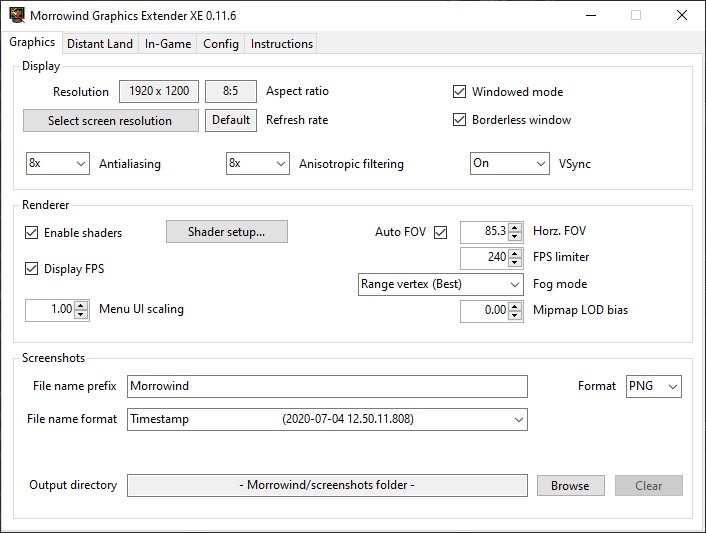 Morrowind Graphics Extender XE 0.11.6
Graphics Distant Land In-Game Config Instructions
Display
Resolution 1920 x 1200 8:5 Aspect ratio Windowed mode
Select screen resolution Default Refresh rate Borderless window
8x Antialiasing 8x Anisotropic filtering On VSync
Renderer
Enable shaders Shader setup... Auto FOV 85.3 Horz. FOV
240 FPS limiter
Display FPS
Range vertex (Best) Fog mode
1.00 Menu UI scaling 0.00 Mipmap LOD bias
Screenshots
File name prefix Morrowind Format PNG
File name format Timestamp (2020-07-04 12.50.11.808)
Output directory - Morrowind/screenshots folder - Browse Clear